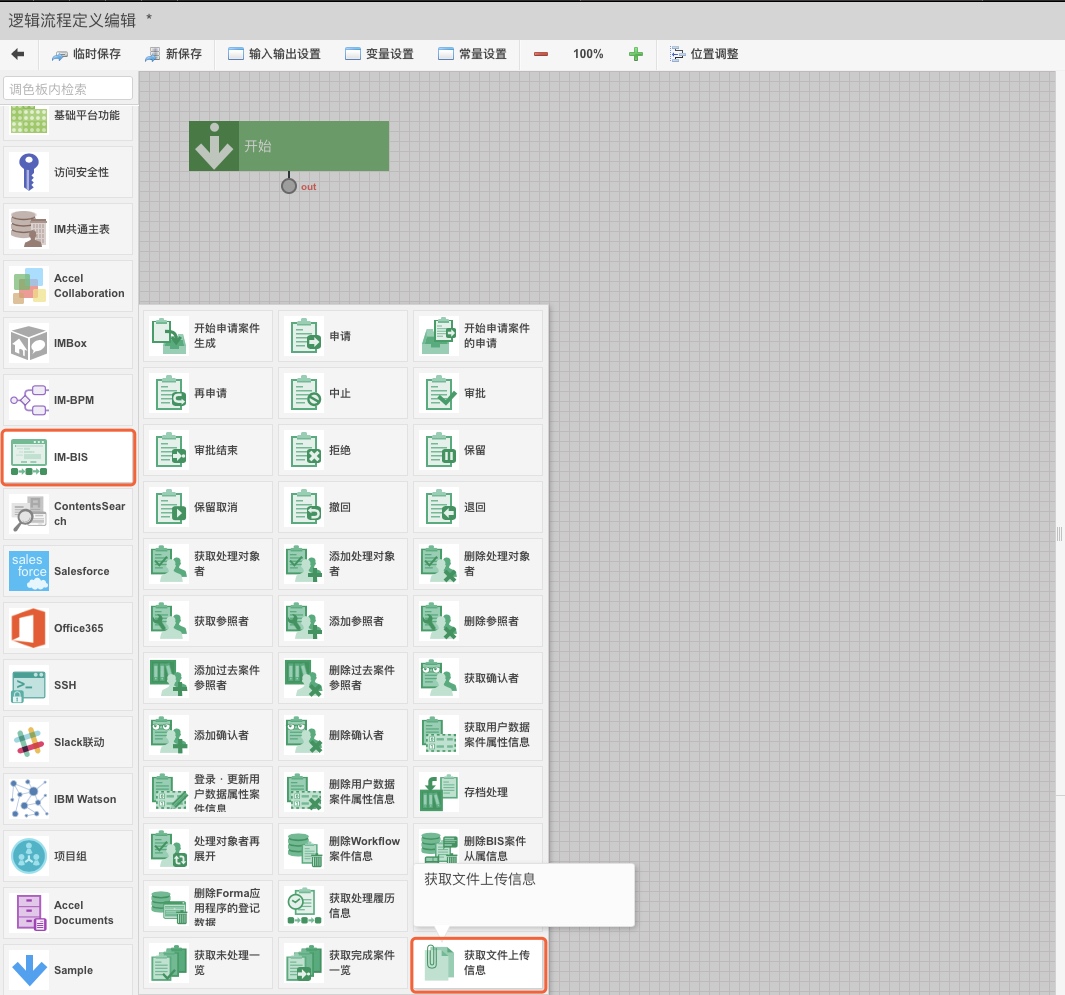 逻辑流程定义编辑 *
临时保存 新保存 输入输出设置 变量设置 常量设置 100% 位置调整
调色板内检索
基础平台功能
访问安全性
IM共通主表
Accel
Collaboration
IMBox
IM-BPM
IM-BIS
ContentsSear
ch
sales
force
Salesforce
Office365
SSH
Slack联动
IBM Watson
项目组
Accel
Documents
Sample
开始
out
开始申请案件
生成
申请
开始申请案件
的申请
再申请
中止
审批
审批结束
拒绝
保留
保留取消
撤回
退回
获取处理对象
者
添加处理对象
者
删除处理对象
者
获取参照者
添加参照者
删除参照者
添加过去案件
参照者
删除过去案件
参照者
获取确认者
添加确认者
删除确认者
获取用户数据
案件属性信息
登录 · 更新用
户数据属性案
件信息
删除用户数据
案件属性信息
存档处理
处理对象者再
展开
删除Workflow
案件信息
删除BIS案件
从属信息
删除Forma应
用程序的登记
数据
获取处理履历
信息
获取文件上传信息
获取未处理一
览
获取完成案件
一览
获取文件上传
信息